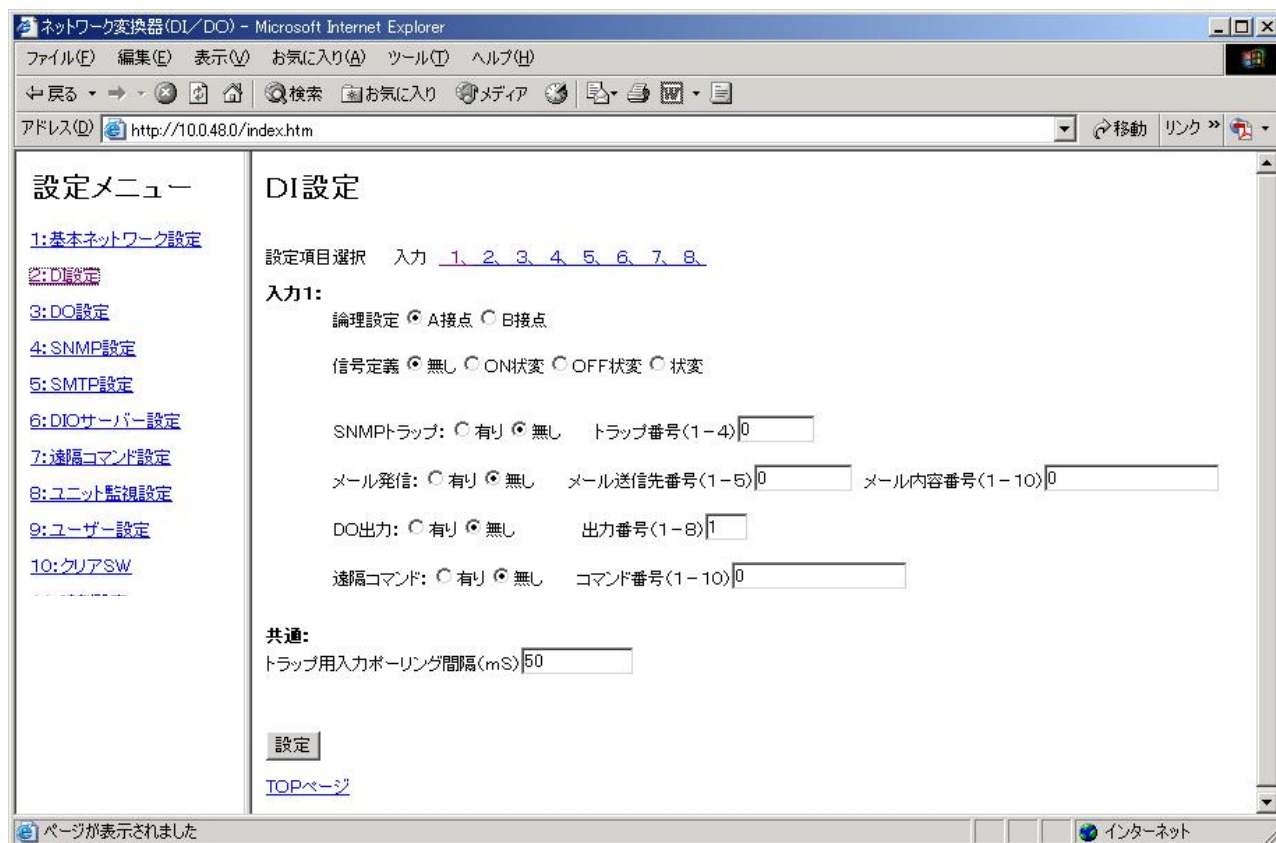 ネットワーク変換器(DI/DO) - Microsoft Internet Explorer
ファイル(F) 編集(E) 表示(V) お気に入り(A) ツール(T) ヘルプ(H)
戻る 検索 お気に入り メディア
アドレス(D) http://10.0.48.0/index.htm 移動 リンク »
設定メニュー
1:基本ネットワーク設定
2:DI設定
3:DO設定
4:SNMP設定
5:SMTP設定
6:DIOサーバー設定
7:遠隔コマンド設定
8:ユニット監視設定
9:ユーザー設定
10:クリアSW
DI設定
設定項目選択 入力 1、 2、 3、 4、 5、 6、 7、 8、
入力1:
論理設定 A接点 B接点
信号定義 無し ON状変 OFF状変 状変
SNMPトラップ: 有り 無し トラップ番号(1-4) 0
メール発信: 有り 無し メール送信先番号(1-5) 0 メール内容番号(1-10) 0
DO出力: 有り 無し 出力番号(1-8) 1
遠隔コマンド: 有り 無し コマンド番号(1-10) 0
共通:
トラップ用入力ポーリング間隔(mS) 50
設定
TOPページ
ページが表示されました インターネット